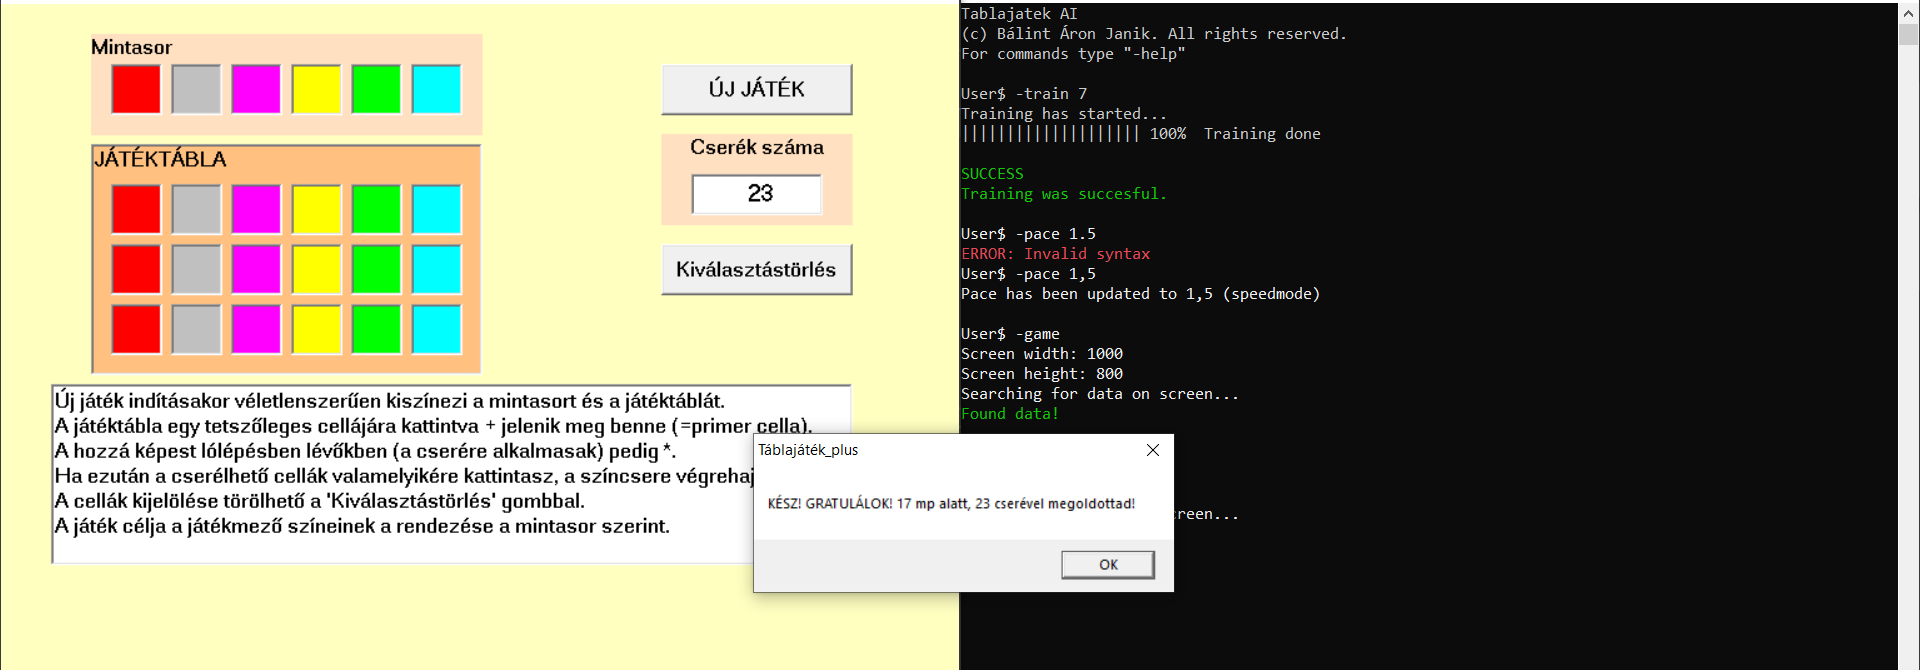 Mintasor
JÁTÉKTÁBLA
ÚJ JÁTÉK
Cserék száma
23
Kiválasztástörlés
Új játék indításakor véletlenszerűen kiszínezi a mintasort és a játéktáblát.
A játéktábla egy tetszőleges cellájára kattintva + jelenik meg benne (=primer cella).
A hozzá képest lólépésben lévőkben (a cserére alkalmasak) pedig *.
Ha ezután a cserélhető cellák valamelyikére kattintasz, a színcsere végrehaj
A cellák kijelölése törölhető a 'Kiválasztástörlés' gombbal.
A játék célja a játékmező színeinek a rendezése a mintasor szerint.
Tablajatek AI
(c) Bálint Áron Janik. All rights reserved.
For commands type "-help"
User$ -train 7
Training has started...
|||||||||||||||||||| 100% Training done
SUCCESS
Training was succesful.
User$ -pace 1.5
ERROR: Invalid syntax
User$ -pace 1,5
Pace has been updated to 1,5 (speedmode)
User$ -game
Screen width: 1000
Screen height: 800
Searching for data on screen...
Found data!
creen...
Táblajáték_plus
KÉSZ! GRATULÁLOK! 17 mp alatt, 23 cserével megoldottad!
OK